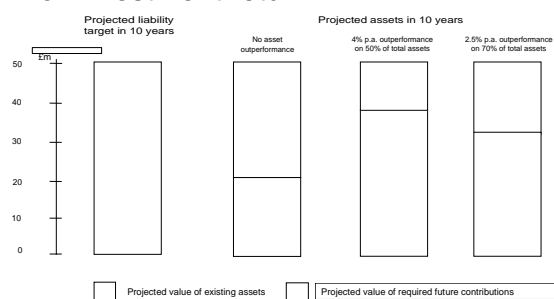 Projected liability
target in 10 years
Projected assets in 10 years
No asset
outperformance
4% p.a. outperformance
on 50% of total assets
2.5% p.a. outperformance
on 70% of total assets
£m
50
40
30
20
10
0
Projected value of existing assets
Projected value of required future contributions